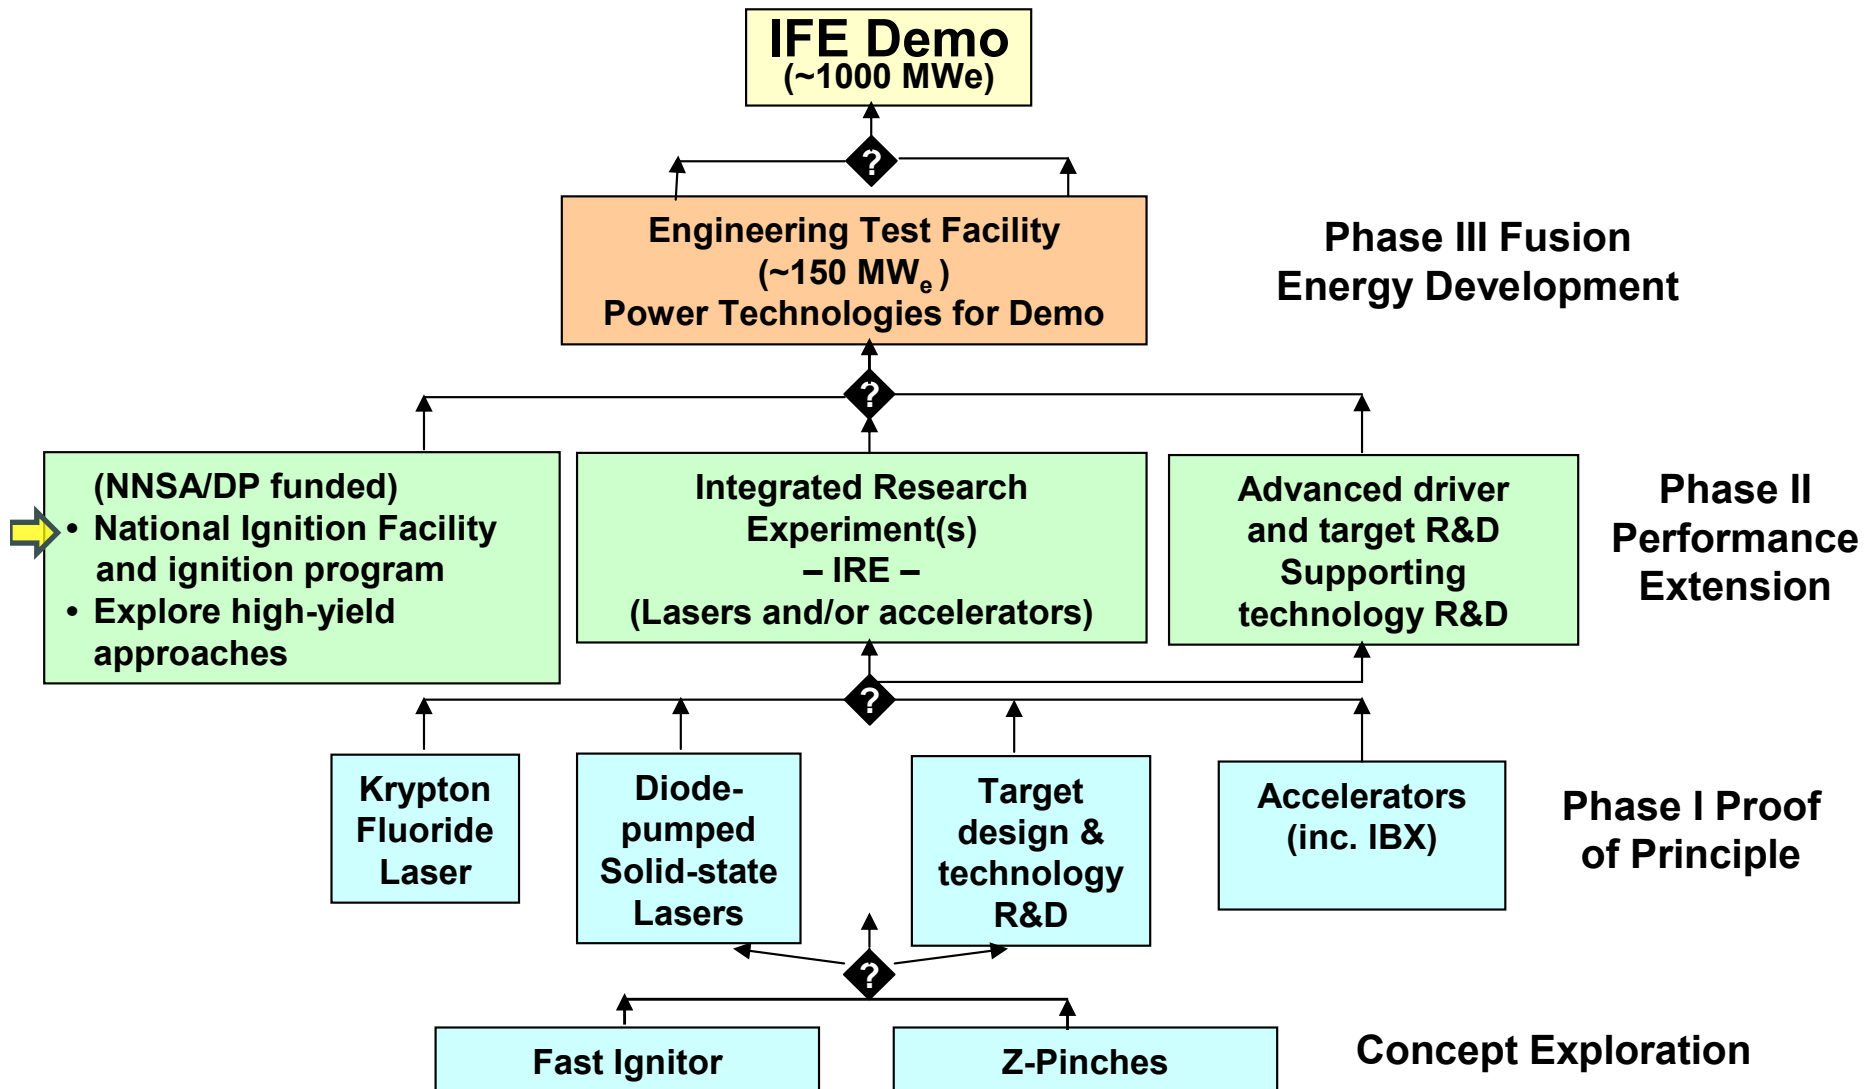 IFE Demo
(~1000 MWe)
?
Engineering Test Facility
(~150 MWe)
Power Technologies for Demo
Phase III Fusion
Energy Development
?
(NNSA/DP funded)
• National Ignition Facility
and ignition program
• Explore high-yield
approaches
Integrated Research
Experiment(s)
– IRE –
(Lasers and/or accelerators)
Advanced driver
and target R&D
Supporting
technology R&D
Phase II
Performance
Extension
?
Krypton
Fluoride
Laser
Diode-
pumped
Solid-state
Lasers
Target
design &
technology
R&D
Accelerators
(inc. IBX)
Phase I Proof
of Principle
?
Fast Ignitor
Z-Pinches
Concept Exploration